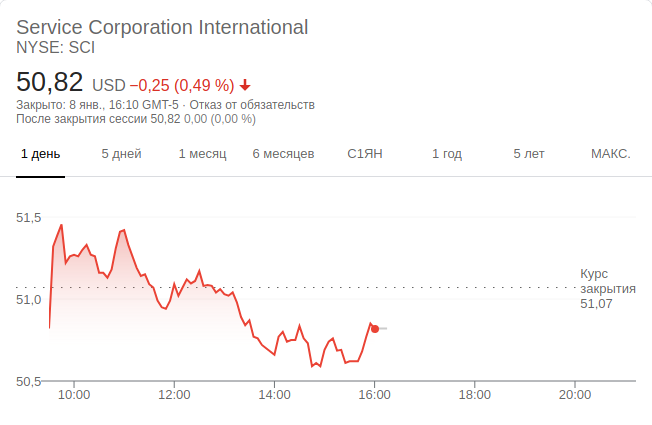 Service Corporation International
NYSE: SCI
50,82 USD −0,25 (0,49 %)
Закрыто: 8 янв., 16:10 GMT-5 · Отказ от обязательств
После закрытия сессии 50,82 0,00 (0,00 %)
1 день 5 дней 1 месяц 6 месяцев С1ЯН 1 год 5 лет МАКС.
51,5
51,0
50,5
Курс
закрытия
51,07
10:00 12:00 14:00 16:00 18:00 20:00